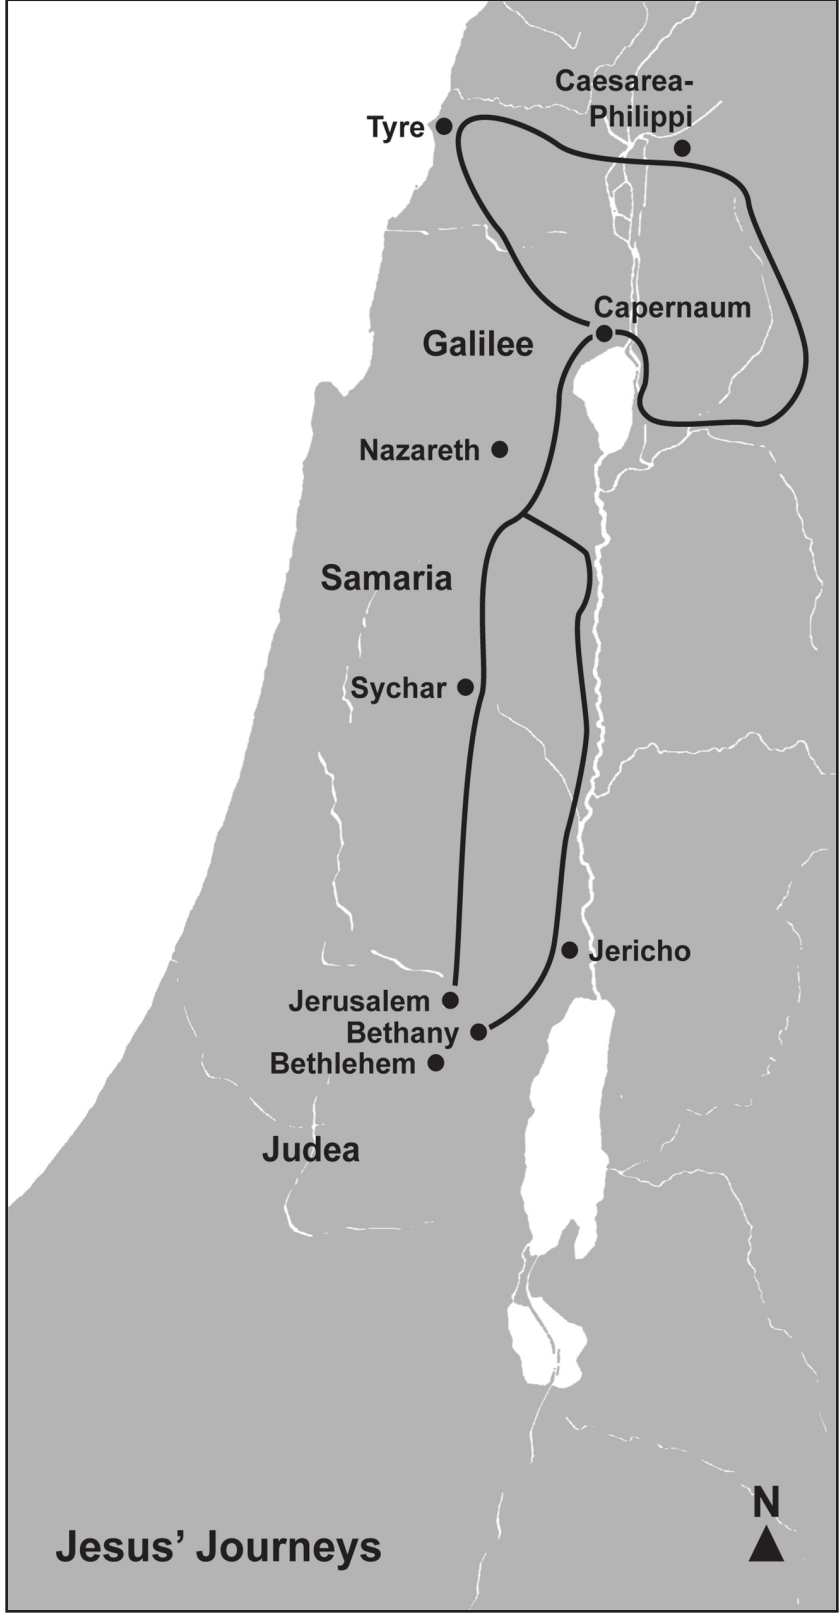 Caesarea-
Philippi
Tyre
Capernaum
Galilee
Nazareth
Samaria
Sychar
Jericho
Jerusalem
Bethany
Bethlehem
Judea
N
Jesus’ Journeys